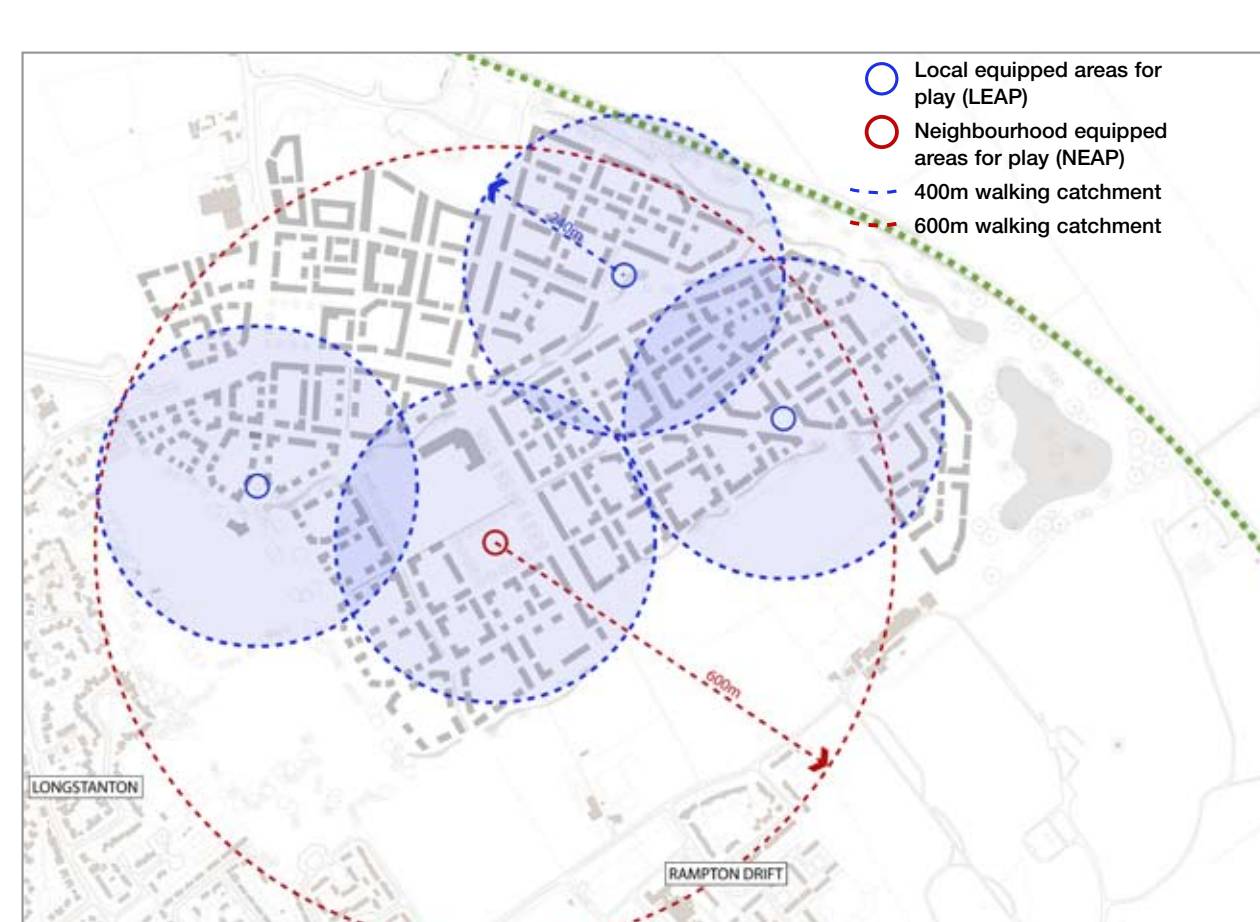 Local equipped areas for
play (LEAP)
Neighbourhood equipped
areas for play (NEAP)
400m walking catchment
600m walking catchment
240m
600m
LONGSTANTON
RAMPTON DRIFT